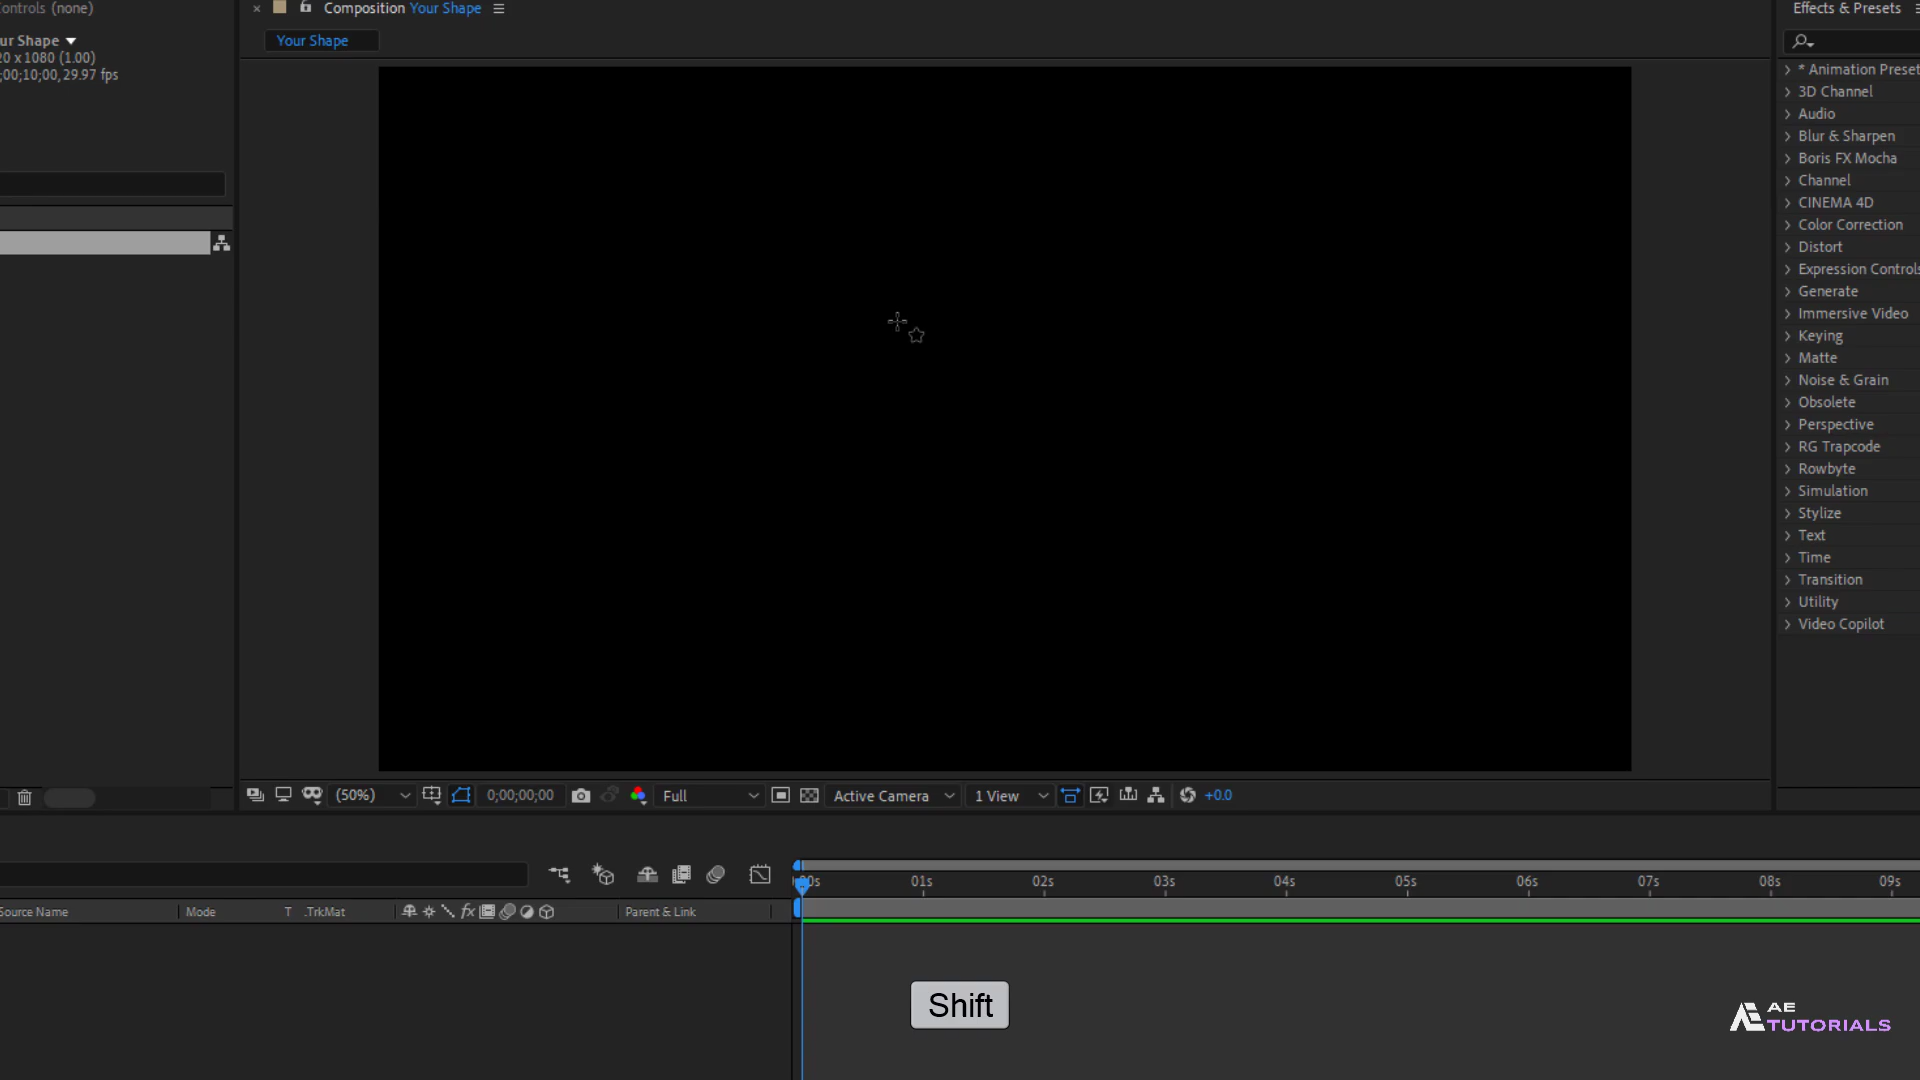 Controls (none)
Composition Your Shape
Effects & Presets
ur Shape
Your Shape
20 x 1080 (1.00)
;00;10;00, 29.97 fps
* Animation Preset
3D Channel
Audio
Blur & Sharpen
Boris FX Mocha
Channel
CINEMA 4D
Color Correction
Distort
Expression Controls
Generate
Immersive Video
Keying
Matte
Noise & Grain
Obsolete
Perspective
RG Trapcode
Rowbyte
Simulation
Stylize
Text
Time
Transition
Utility
Video Copilot
(50%)
0;00;00;00
Full
Active Camera
1 View
+0.0
:00s 01s 02s 03s 04s 05s 06s 07s 08s 09s
Source Name
Mode
T .TrkMat
fx
Parent & Link
Shift
AE
TUTORIALS